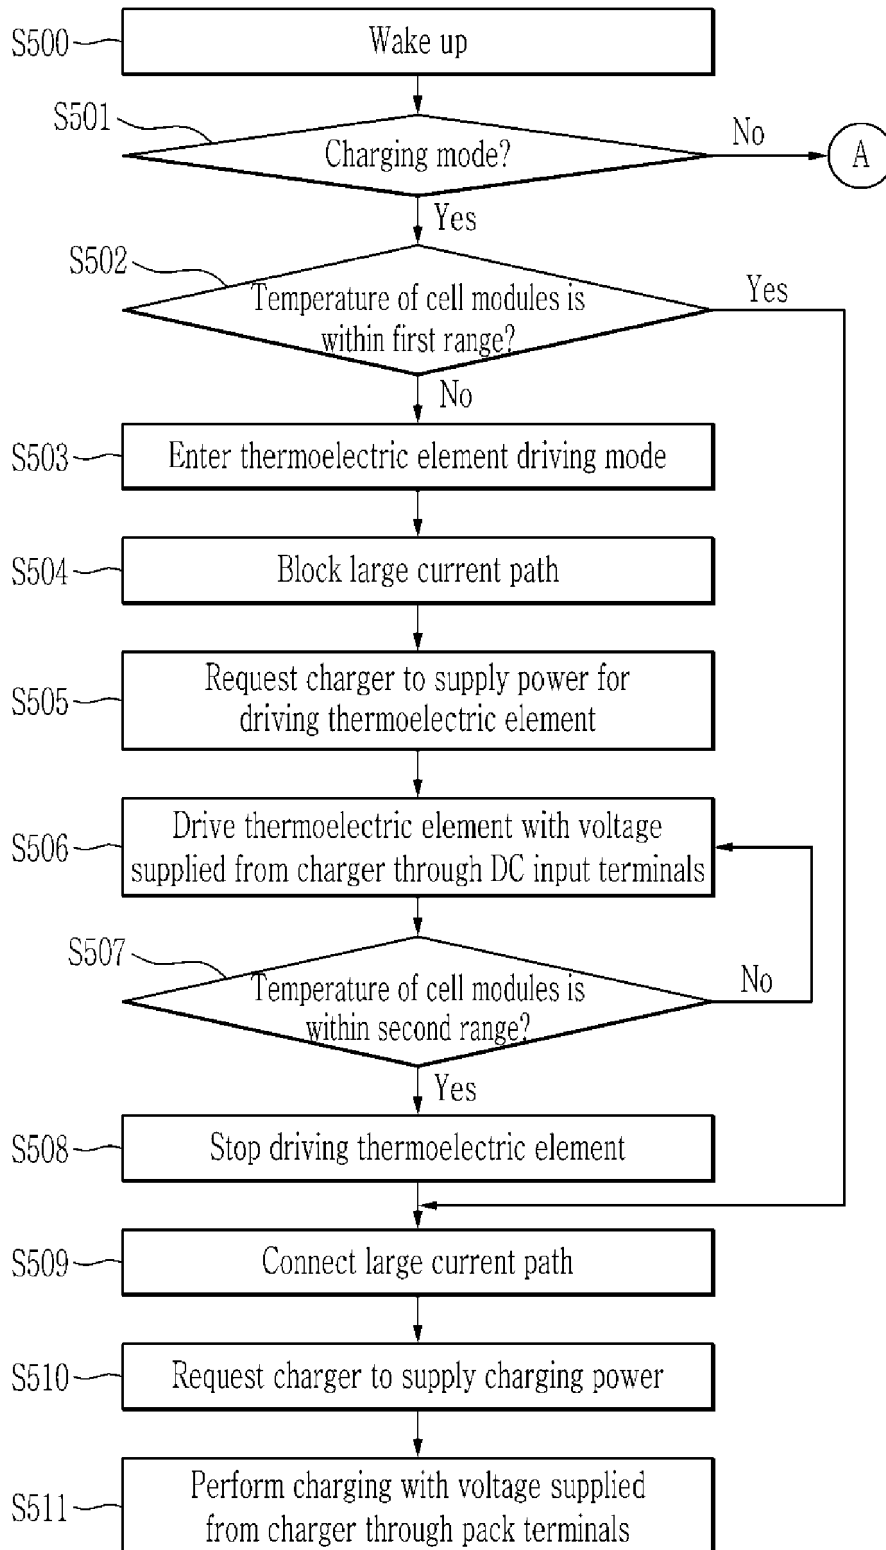 S500
Wake up
S501
Charging mode?
No
A
Yes
S502
Temperature of cell modules is
within first range?
Yes
No
S503
Enter thermoelectric element driving mode
S504
Block large current path
S505
Request charger to supply power for
driving thermoelectric element
S506
Drive thermoelectric element with voltage
supplied from charger through DC input terminals
S507
Temperature of cell modules is
within second range?
No
Yes
S508
Stop driving thermoelectric element
S509
Connect large current path
S510
Request charger to supply charging power
S511
Perform charging with voltage supplied
from charger through pack terminals